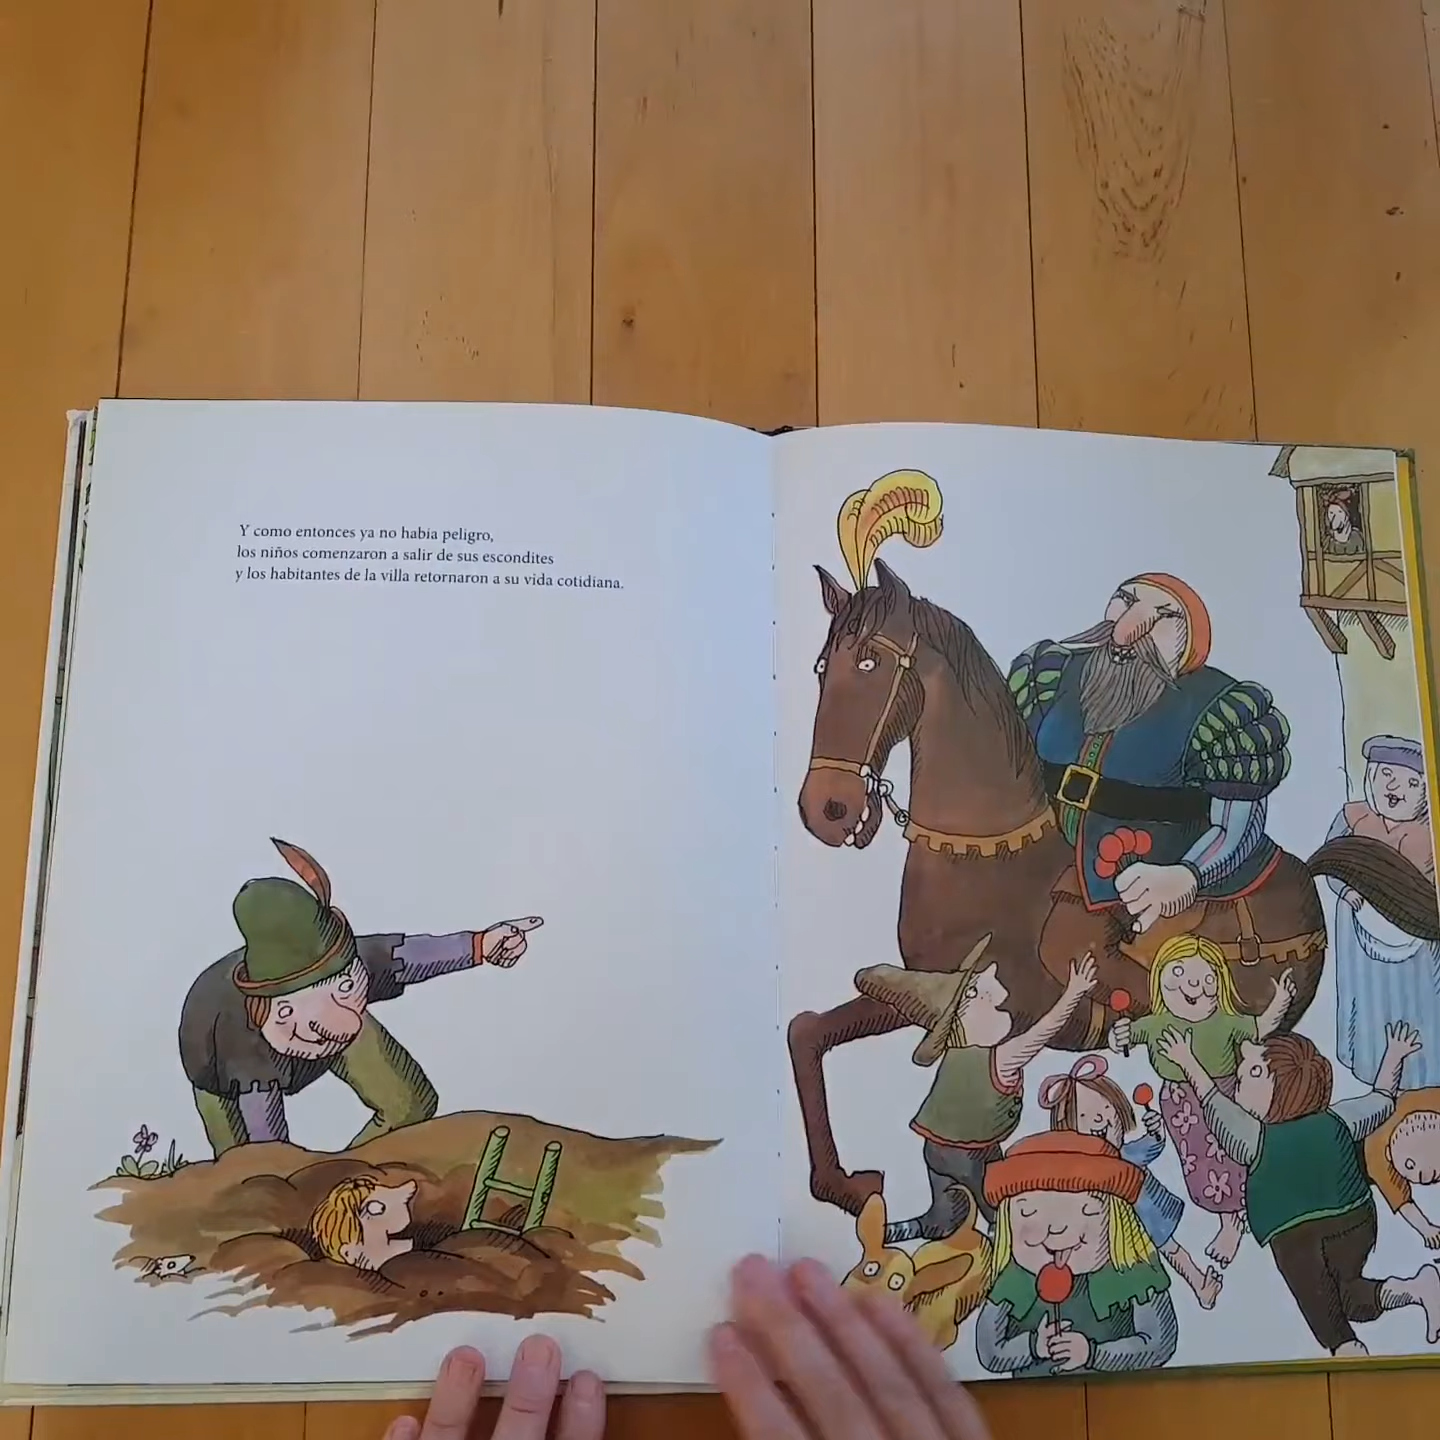 Y como entonces ya no había peligro,
los niños comenzaron a salir de sus escondites
y los habitantes de la villa retornaron a su vida cotidiana.